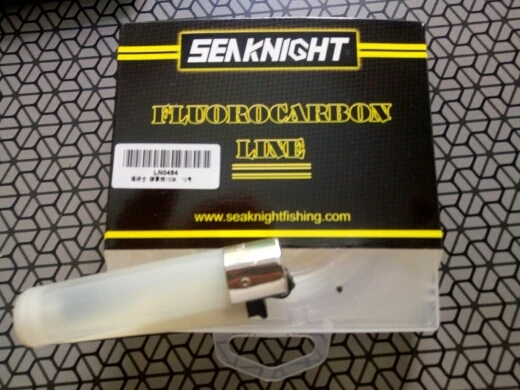 SEAKNIGHT
FLUOROCARBON
LINE
LN0484
www.seaknightfishing.com